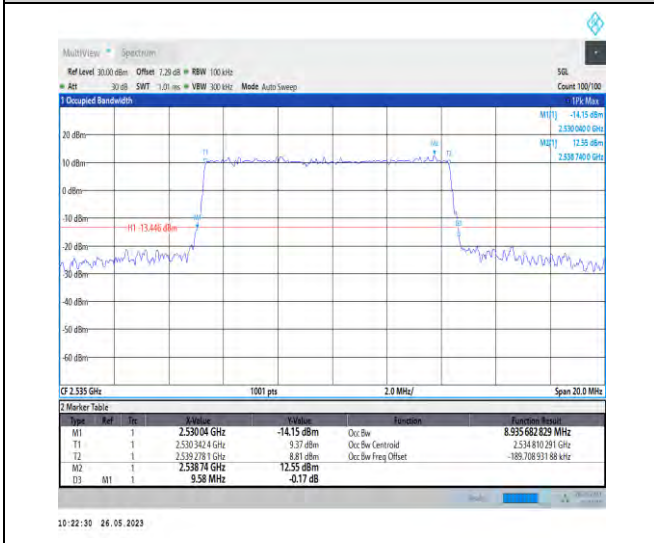 MultiView Spectrum
Ref Level 30.00 dBm Offset 7.29 dB RBW 100 kHz SGL
Att 30 dB SWT 1.01 ms VBW 300 kHz Mode Auto Sweep Count 100/100
1 Occupied Bandwidth 1Pk Max
M1[1] -14.15 dBm
2.530 040 0 GHz
20 dBm M2[1] 12.55 dBm
2.538 740 0 GHz
M2
T1 T2
10 dBm
0 dBm
-10 dBm
M1 D3
H1 -13.446 dBm
-20 dBm
-30 dBm
-40 dBm
-50 dBm
-60 dBm
CF 2.535 GHz 1001 pts 2.0 MHz/ Span 20.0 MHz
2 Marker Table
Type Ref Trc X-Value Y-Value Function Function Result
M1 1 2.53004 GHz -14.15 dBm Occ Bw 8.935 682 829 MHz
T1 1 2.530 342 4 GHz 9.37 dBm Occ Bw Centroid 2.534 810 291 GHz
T2 1 2.539 278 1 GHz 8.81 dBm Occ Bw Freq Offset -189.708 931 88 kHz
M2 1 2.538 74 GHz 12.55 dBm
D3 M1 1 9.58 MHz -0.17 dB
10:22:30 26.05.2023